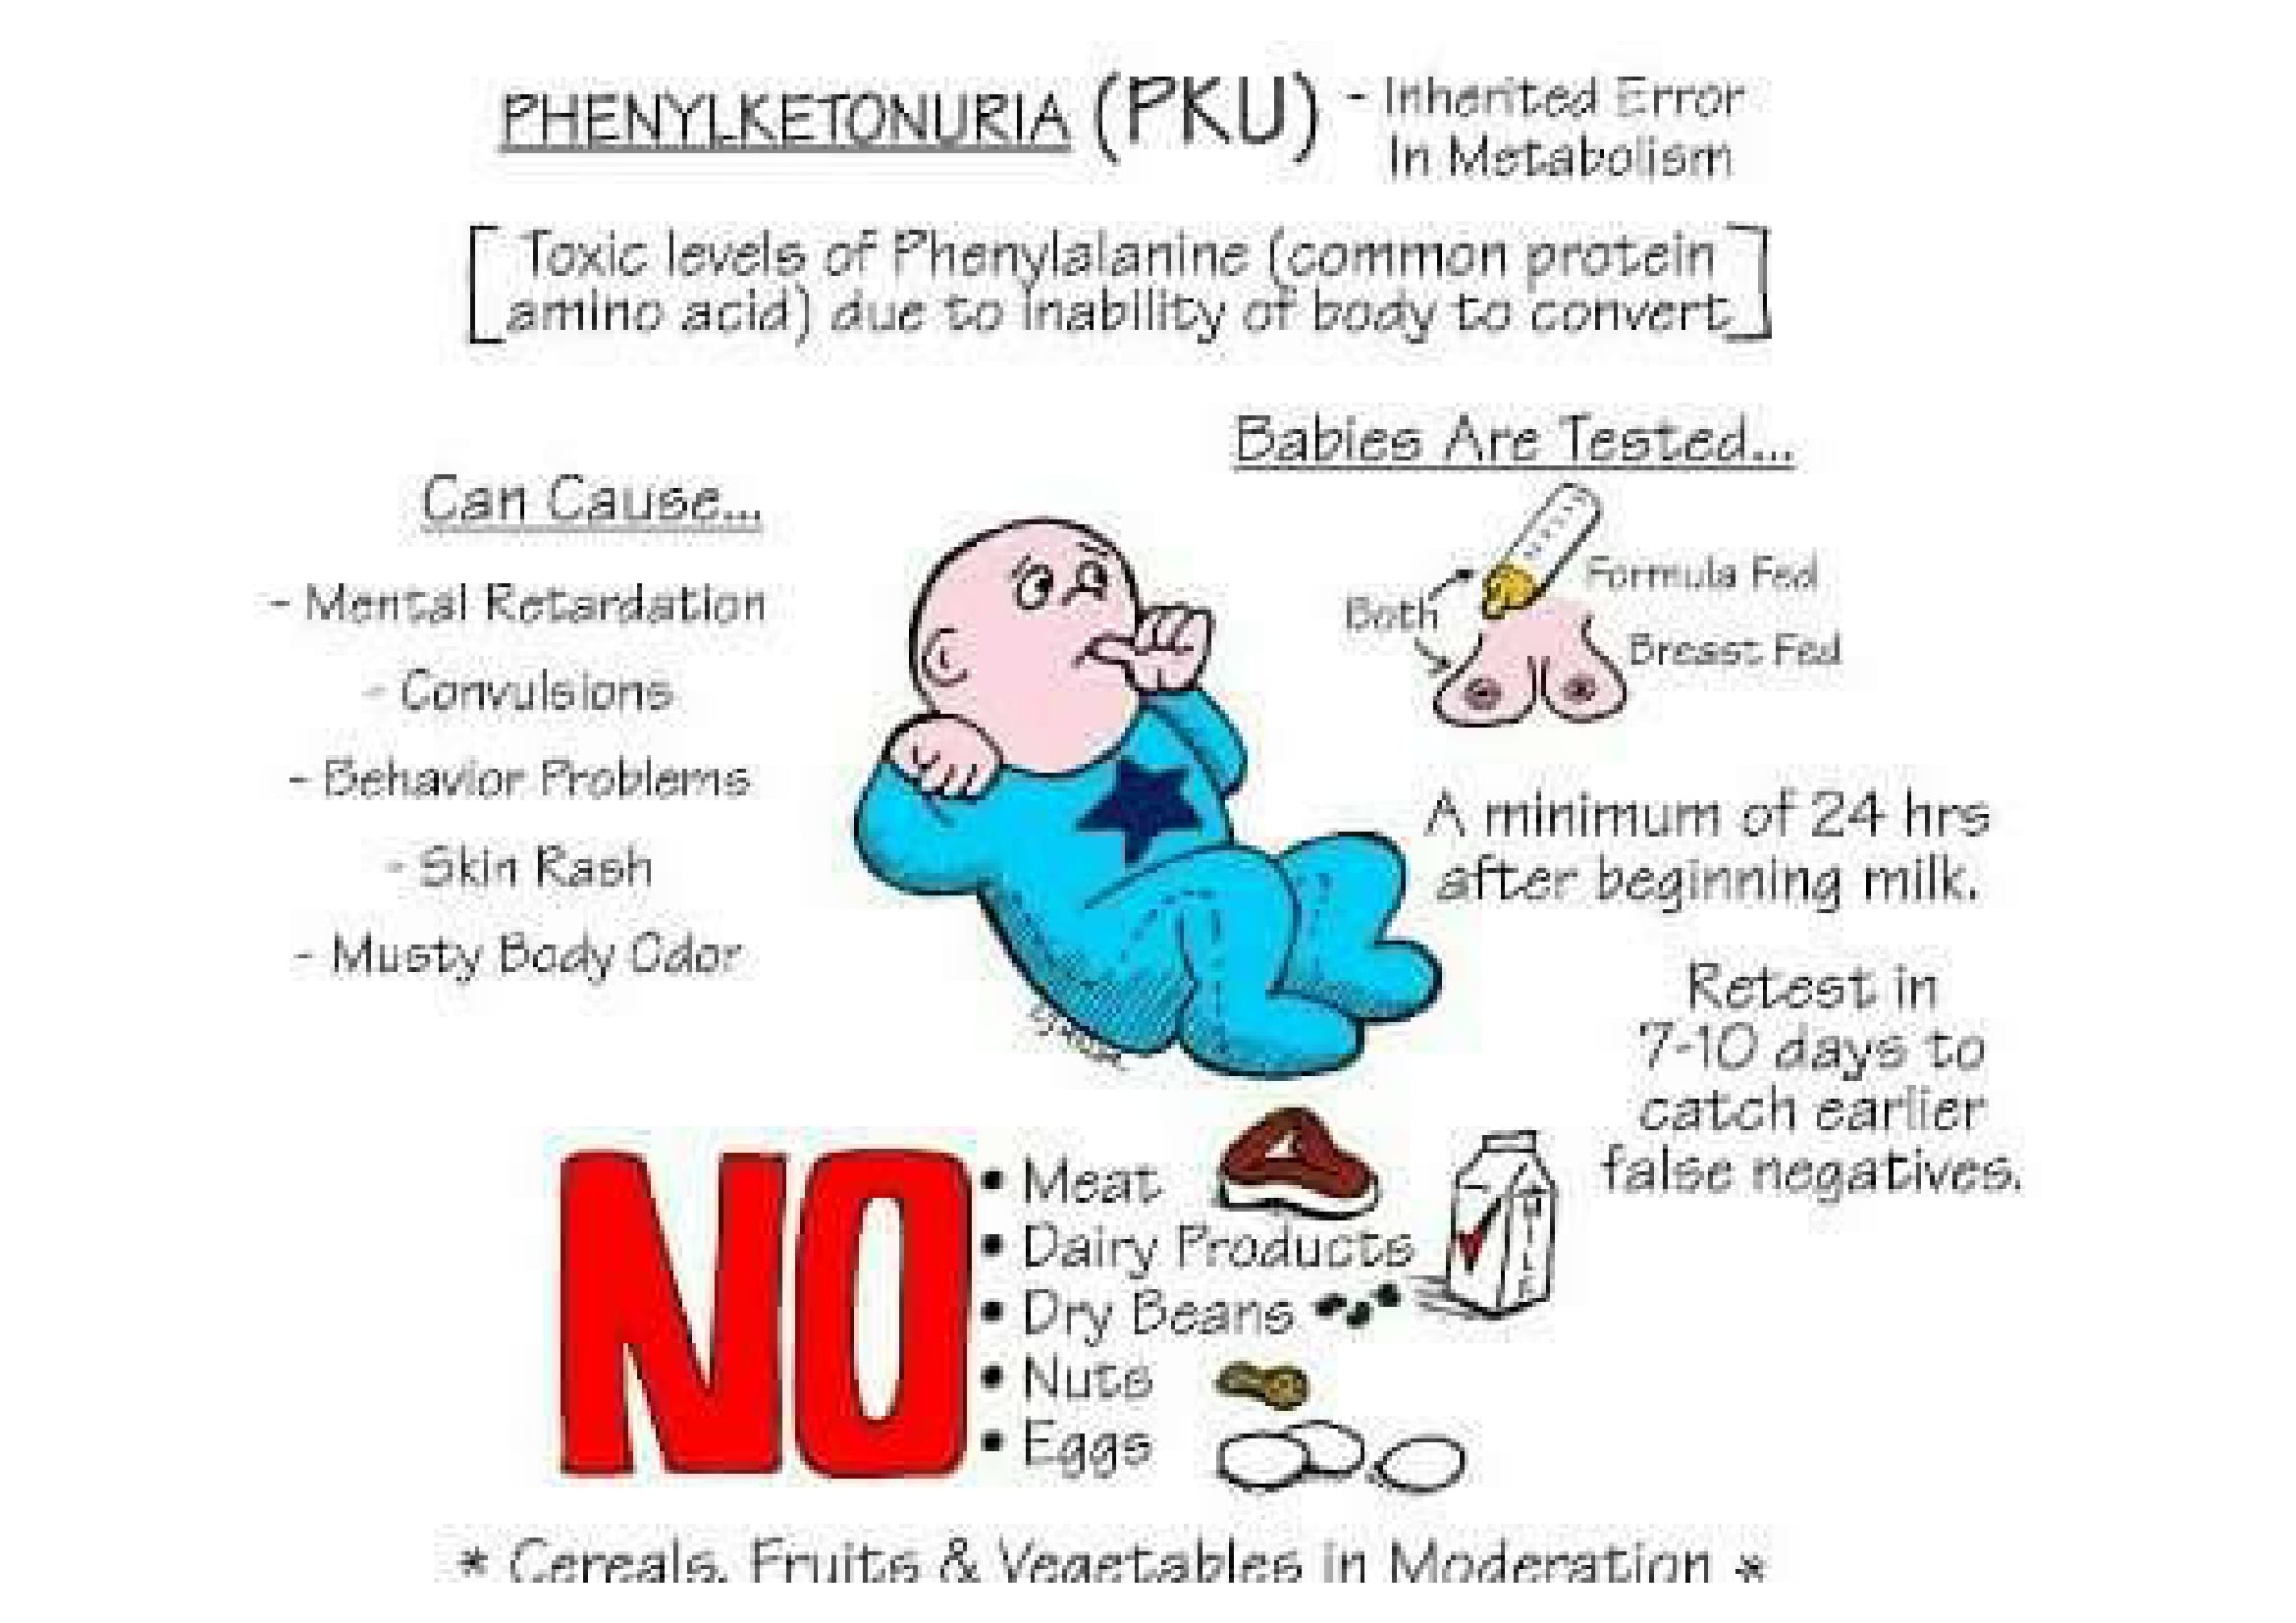 PHENYLKETONURIA (PKU) - Inherited Error
In Metabolism
[Toxic levels of Phenylalanine (common protein
amino acid) due to inability of body to convert]
Babies Are Tested...
Can Cause...
- Mental Retardation
- Convulsions
- Behavior Problems
- Skin Rash
- Musty Body Odor
Formula Fed
Both
Breast Fed
A minimum of 24 hrs
after beginning milk.
Retest in
7-10 days to
catch earlier
false negatives.
NO
• Meat
• Dairy Products
• Dry Beans
• Nuts
• Eggs
MILK
* Cereals, Fruits & Vegetables in Moderation *